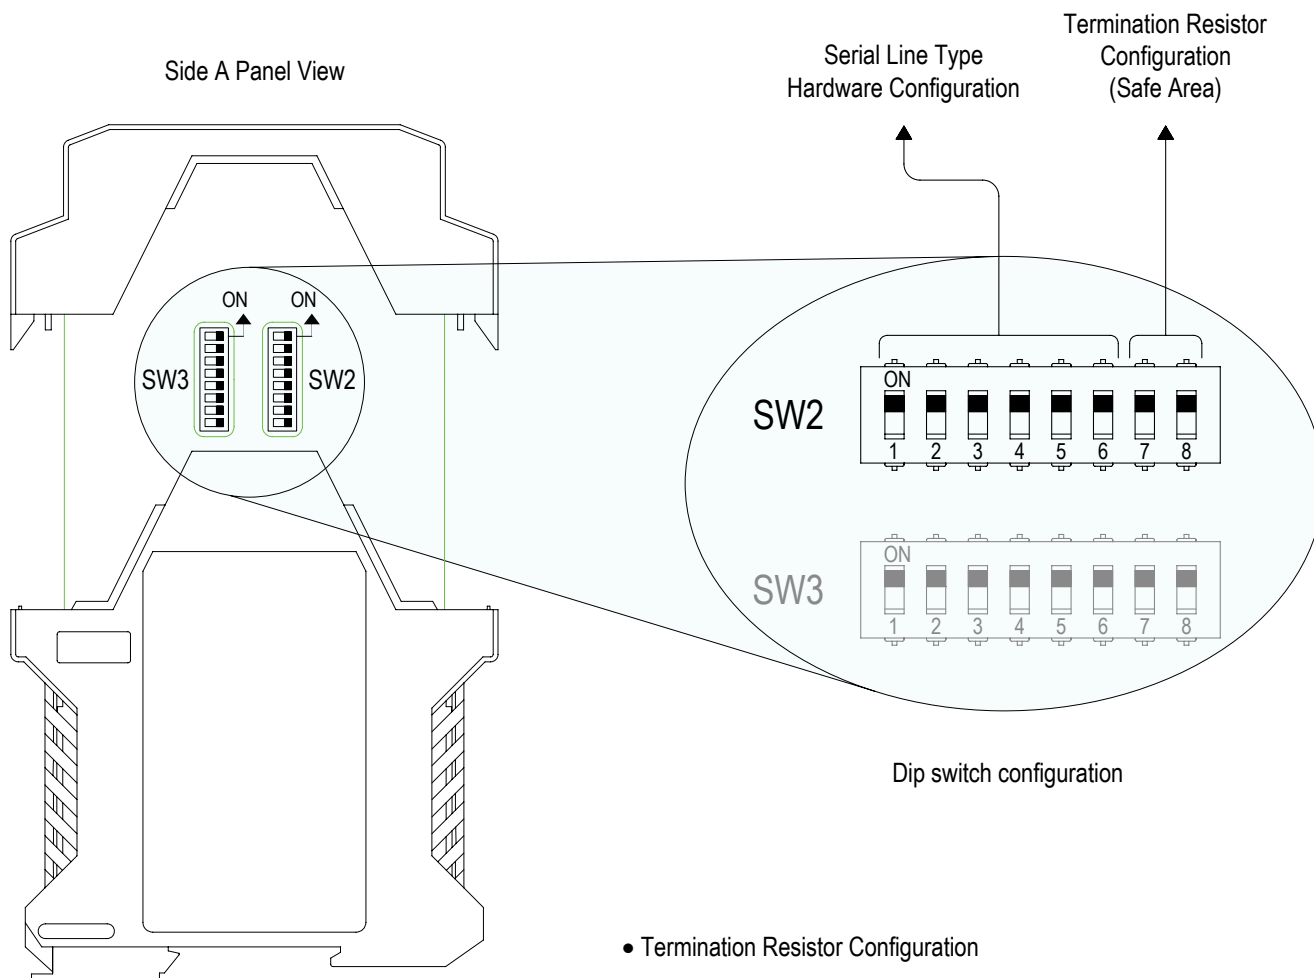 Side A Panel View
Serial Line Type
Hardware Configuration
Termination Resistor
Configuration
(Safe Area)
ON
ON
SW3
SW2
SW2
ON
1 2 3 4 5 6 7 8
SW3
ON
1 2 3 4 5 6 7 8
Dip switch configuration
• Termination Resistor Configuration